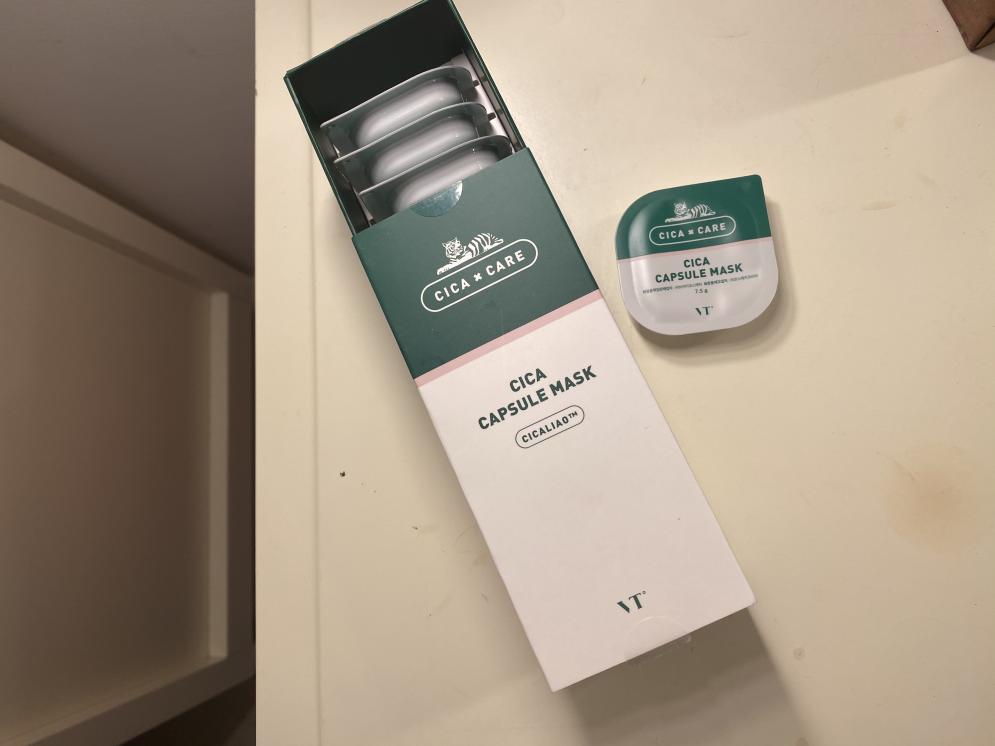 CICA × CARE
CICA
CAPSULE MASK
CICALIAO™
VT°
CICA × CARE
CICA
CAPSULE MASK
7.5 g
VT°